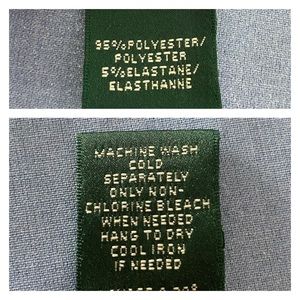 95%POLYESTER/
POLYESTER
5%ELASTANE/
ELASTHANNE
MACHINE WASH
COLD
SEPARATELY
ONLY NON-
CHLORINE BLEACH
WHEN NEEDED
HANG TO DRY
COOL IRON
IF NEEDED